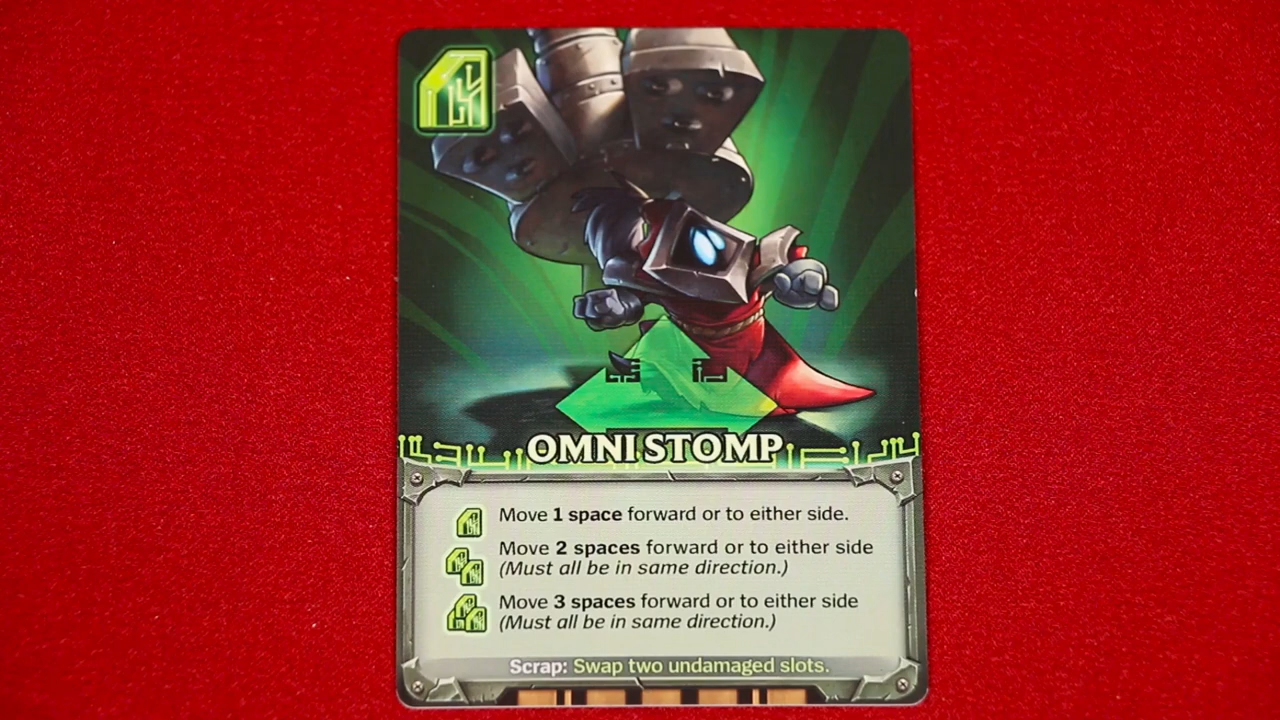 OMNI STOMP
Move 1 space forward or to either side.
Move 2 spaces forward or to either side
(Must all be in same direction.)
Move 3 spaces forward or to either side
(Must all be in same direction.)
Scrap: Swap two undamaged slots.